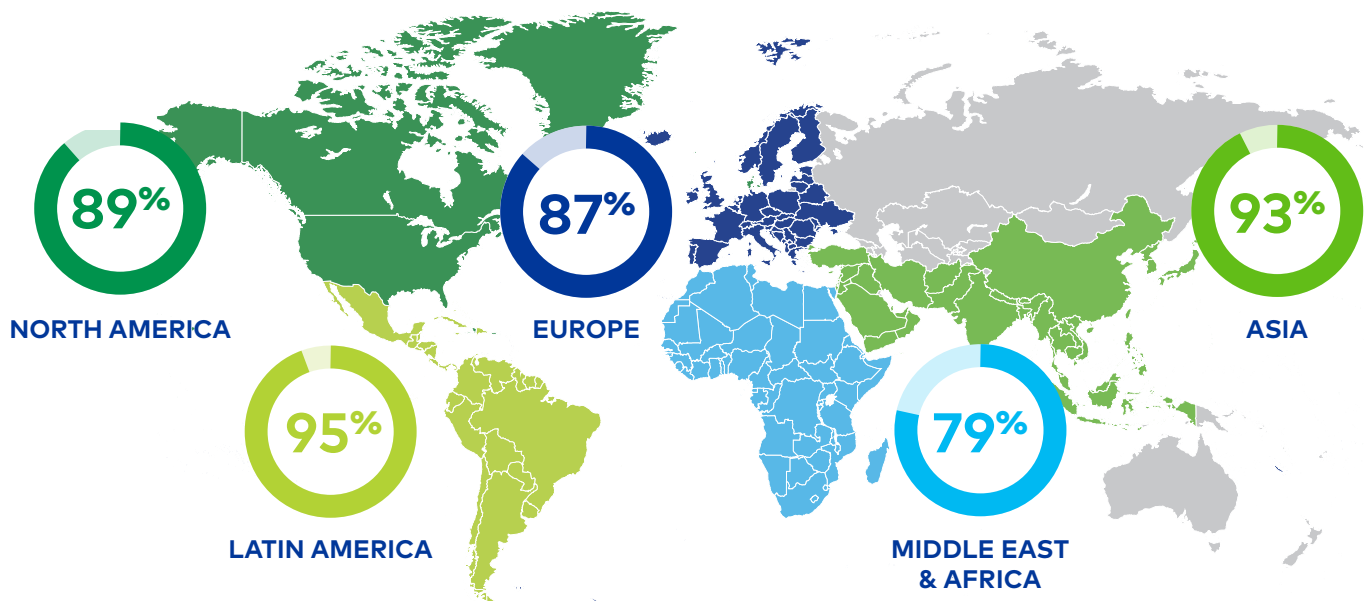 89%
NORTH AMERICA
87%
EUROPE
93%
ASIA
95%
LATIN AMERICA
79%
MIDDLE EAST
& AFRICA